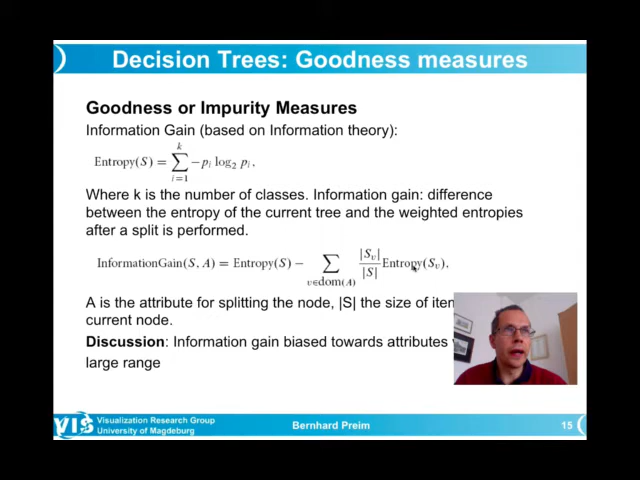 Decision Trees: Goodness measures
Goodness or Impurity Measures
Information Gain (based on Information theory):
Entropy(S) = ∑_{i=1}^{k} −p_i log_2 p_i.
Where k is the number of classes. Information gain: difference
between the entropy of the current tree and the weighted entropies
after a split is performed.
InformationGain(S, A) = Entropy(S) − ∑_{v∈dom(A)} |S_v|/|S| Entropy(S_v).
A is the attribute for splitting the node, |S| the size of
current node.
Discussion: Information gain biased towards attributes
large range
VIS
Visualization Research Group
University of Magdeburg
Bernhard Preim
15